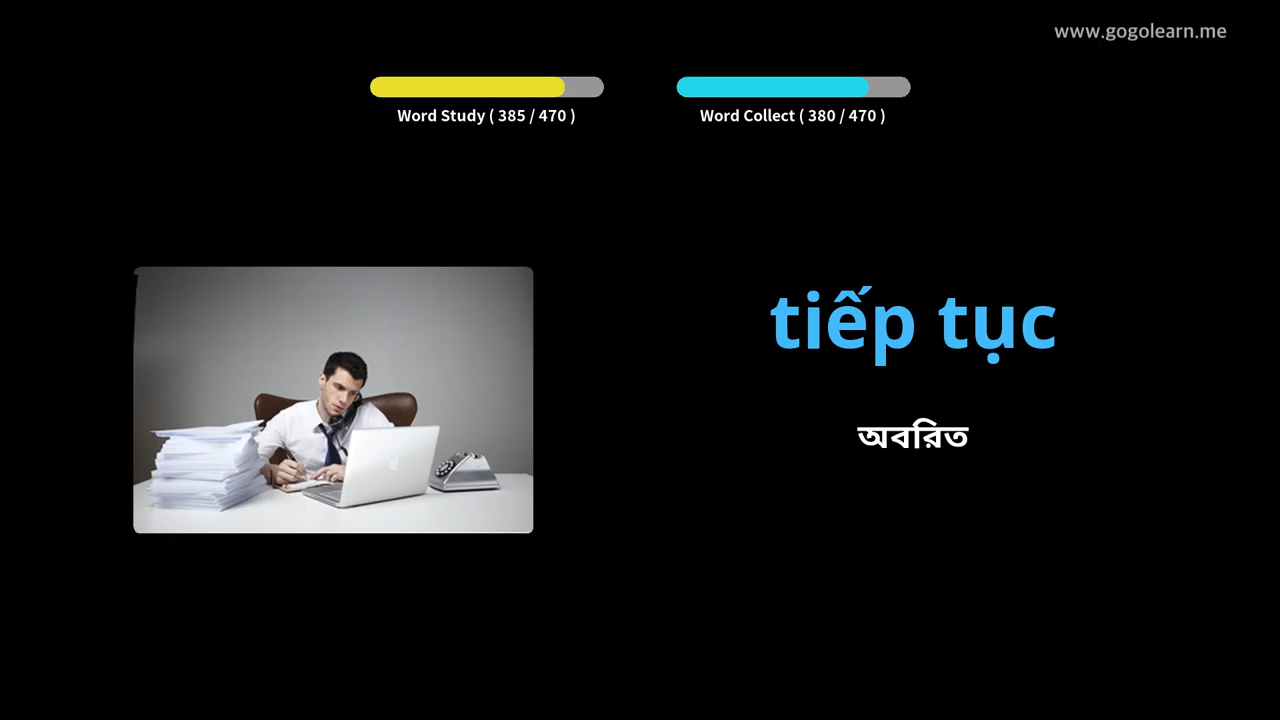 www.gogolearn.me
Word Study ( 385 / 470 )
Word Collect ( 380 / 470 )
tiếp tục
অবরিত